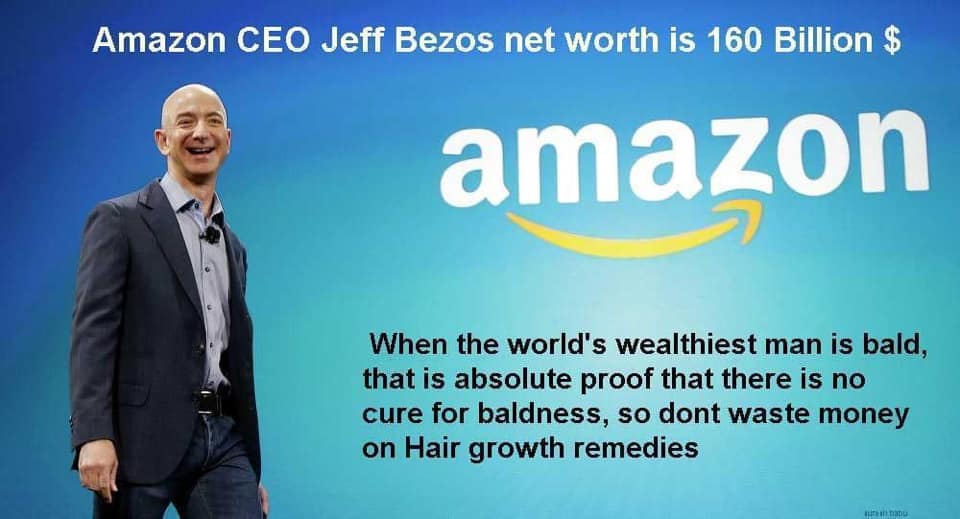 Amazon CEO Jeff Bezos net worth is 160 Billion $
amazon
When the world's wealthiest man is bald,
that is absolute proof that there is no
cure for baldness, so dont waste money
on Hair growth remedies